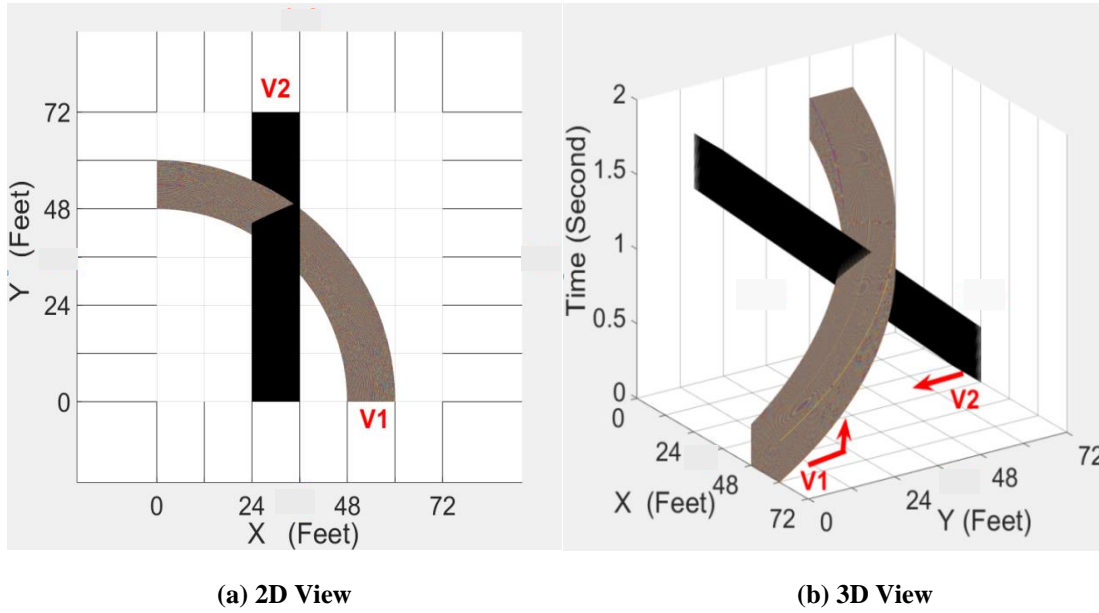 V2
72
48
24
0
Y (Feet)
V1
0 24 48 72
X (Feet)
2
1.5
1
0.5
0
Time (Second)
V2
V1
0
24
48
72
X (Feet)
0
24
48
72
Y (Feet)
(a) 2D View
(b) 3D View